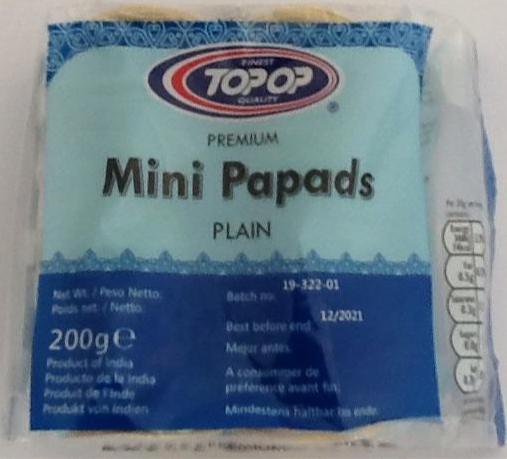 FINEST
TOPOP
QUALITY
®
PREMIUM
Mini Papads
PLAIN
Net Wt. / Peso Netto:
Poids net: / Netto:
200g e
Product of India
Producto de la India
Produit de l'Inde
Produkt von Indien
Batch no: 19-322-01
12/2021
Best before end
Mejor antes
A consommer de
préférence avant fin:
Mindestens haltbar bis ende: